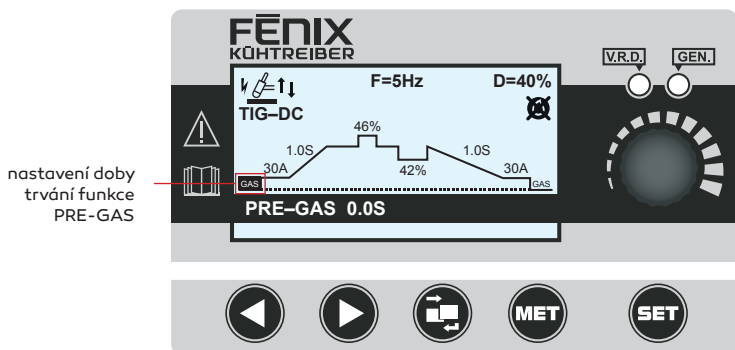 FĒNIX
KÜHTREIBER
V.R.D.
GEN.
F=5Hz
D=40%
TIG–DC
46%
1.0S
1.0S
30A
42%
30A
GAS
GAS
PRE–GAS 0.0S
nastavení doby
trvání funkce
PRE-GAS
MET
SET